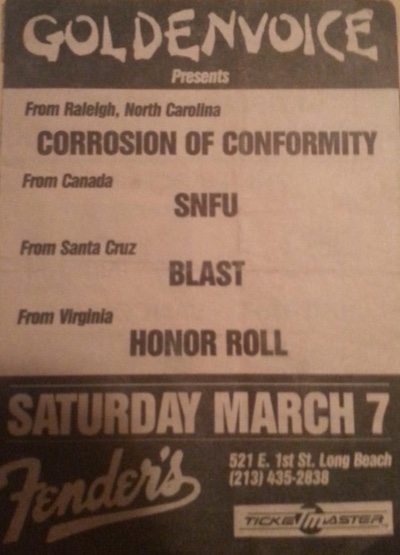 GOLDENVOICE
Presents
From Raleigh, North Carolina
CORROSION OF CONFORMITY
From Canada
SNFU
From Santa Cruz
BLAST
From Virginia
HONOR ROLL
SATURDAY MARCH 7
Fender's
521 E. 1st St. Long Beach
(213) 435-2838
TICKETMASTER